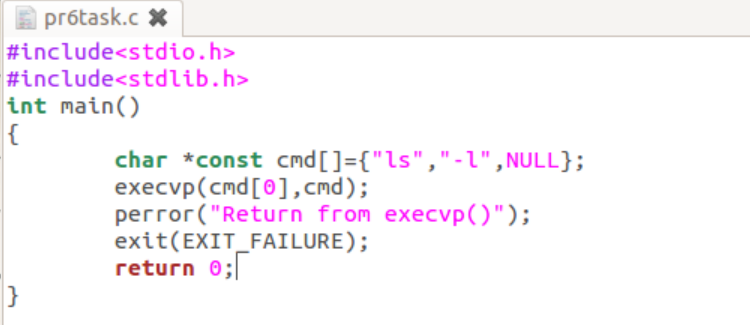 pr6task.c ✖
#include<stdio.h>
#include<stdlib.h>
int main()
{
        char *const cmd[]={"ls","-l",NULL};
        execvp(cmd[0],cmd);
        perror("Return from execvp()");
        exit(EXIT_FAILURE);
        return 0;
}